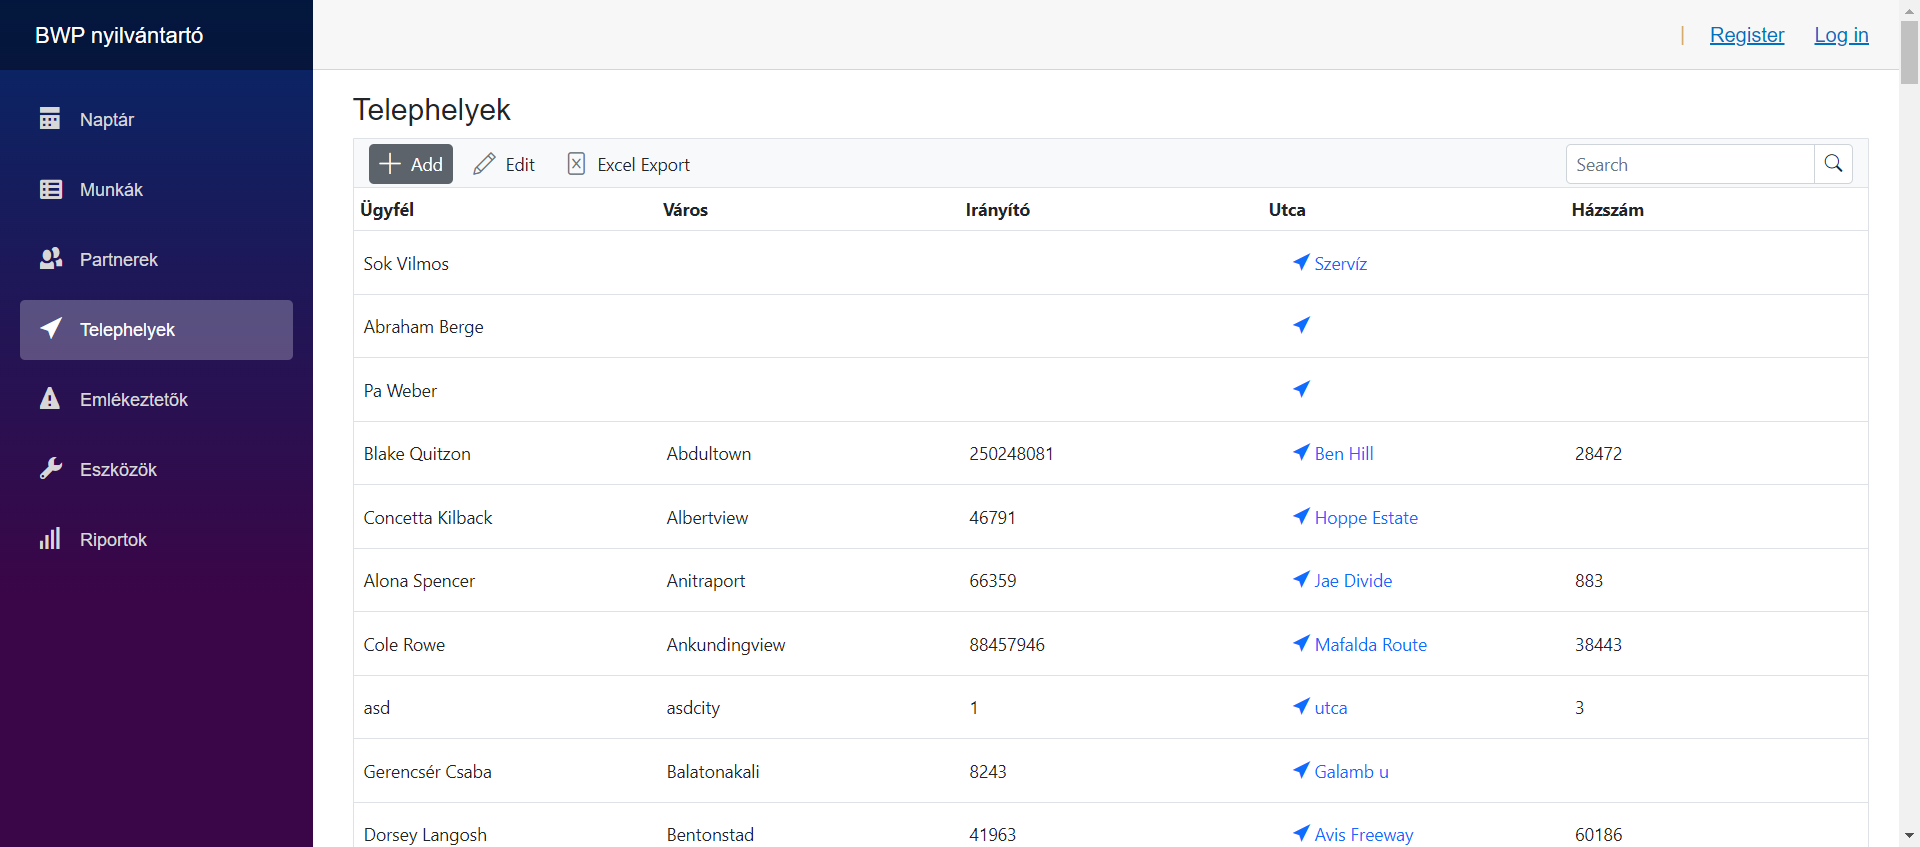 BWP nyilvántartó
Register Log in
Naptár
Munkák
Partnerek
Telephelyek
Emlékeztetők
Eszközök
Riportok
Telephelyek
Add Edit Excel Export Search
Ügyfél Város Irányító Utca Házszám
Sok Vilmos Szervíz
Abraham Berge
Pa Weber
Blake Quitzon Abdultown 250248081 Ben Hill 28472
Concetta Kilback Albertview 46791 Hoppe Estate
Alona Spencer Anitraport 66359 Jae Divide 883
Cole Rowe Ankundingview 88457946 Mafalda Route 38443
asd asdcity 1 utca 3
Gerencsér Csaba Balatonakali 8243 Galamb u
Dorsey Langosh Bentonstad 41963 Avis Freeway 60186